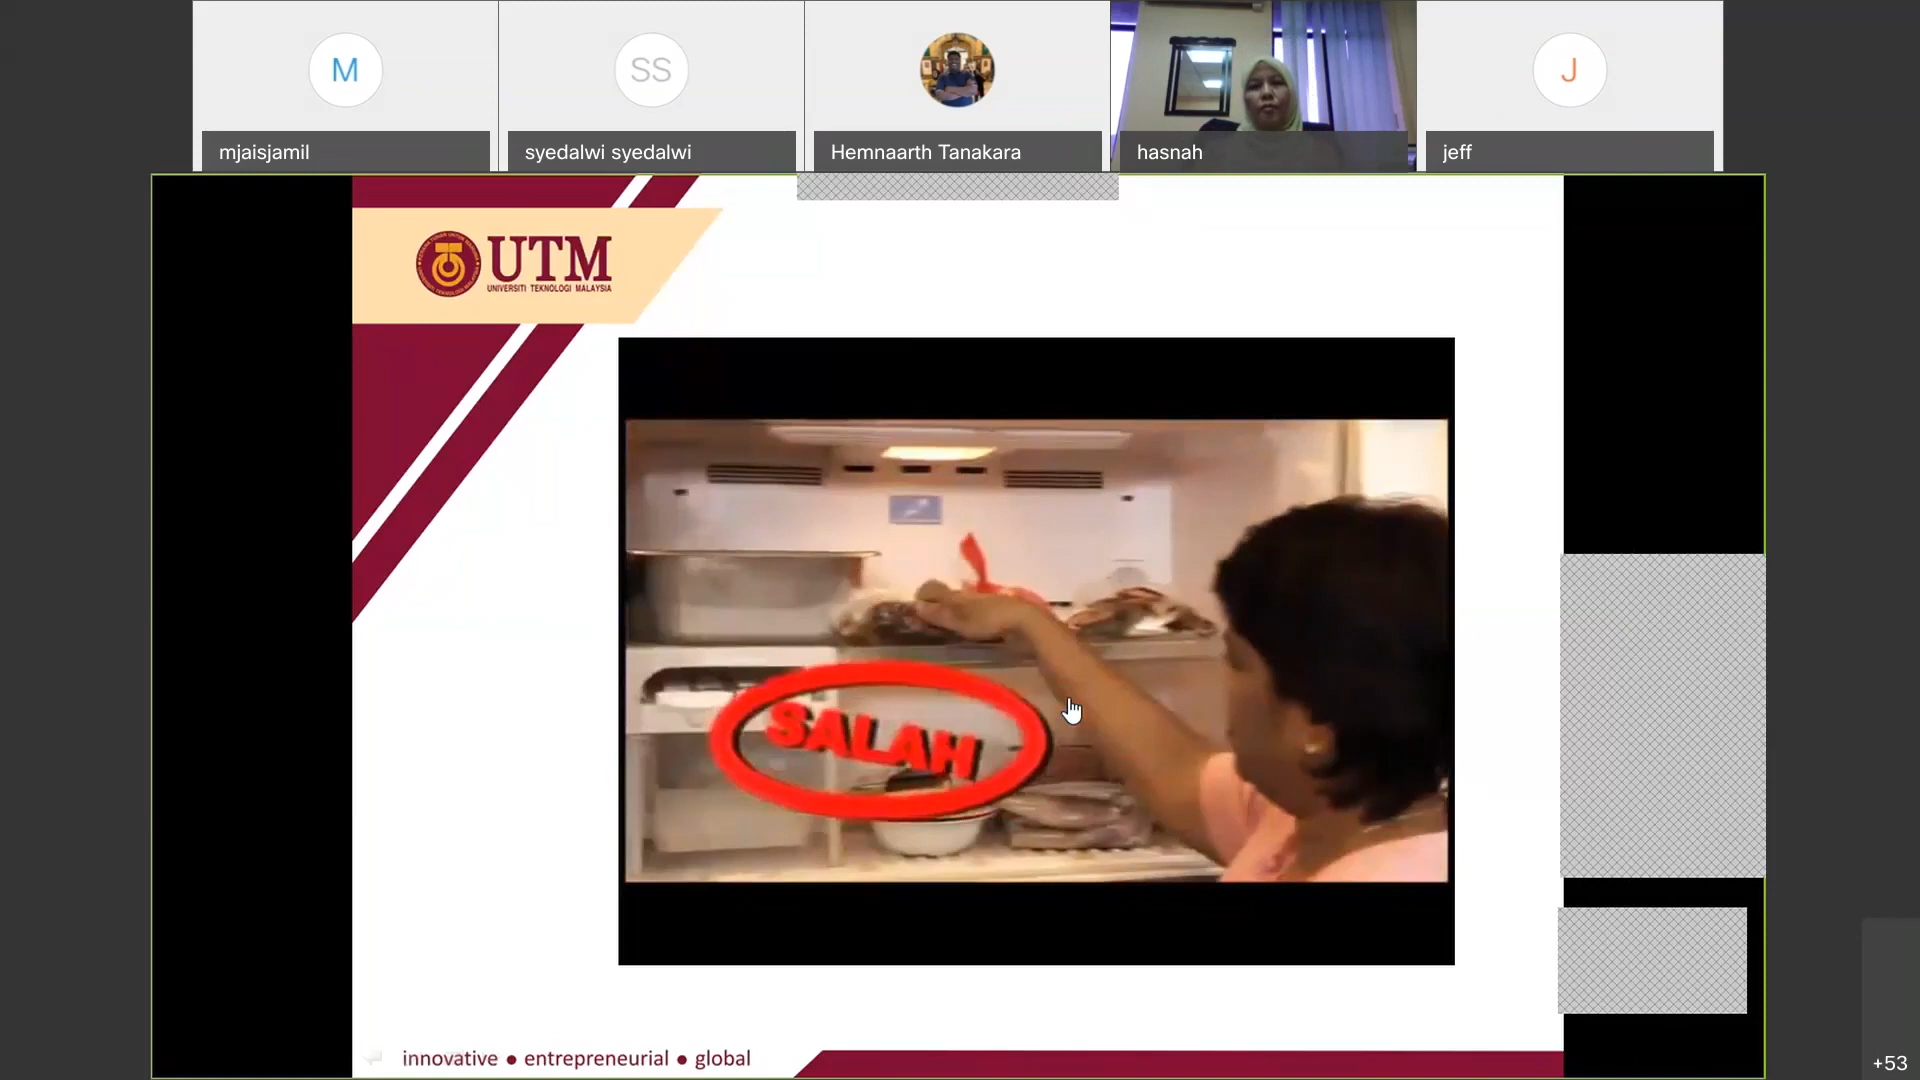 M
SS
J
mjaisjamil
syedalwi syedalwi
Hemnaarth Tanakara
hasnah
jeff
UTM
UNIVERSITI TEKNOLOGI MALAYSIA
SALAH
innovative ● entrepreneurial ● global
+53